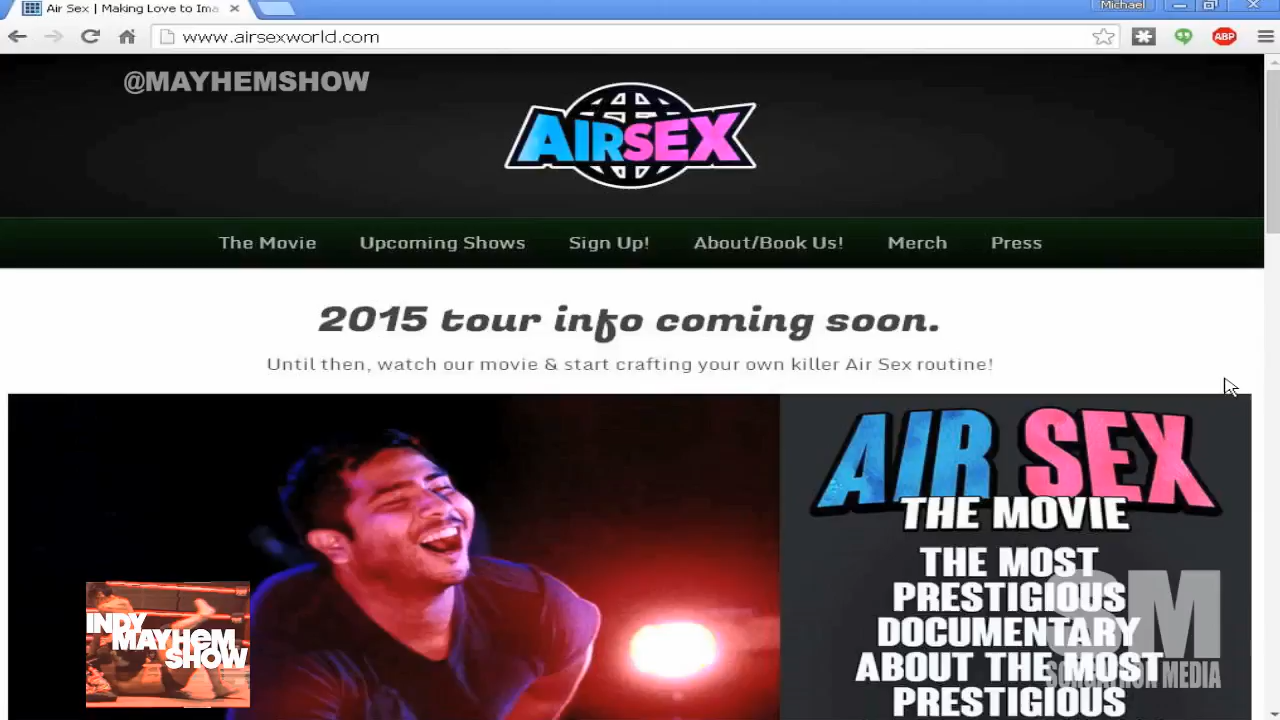 Air Sex | Making Love to Ima
Michael
www.airsexworld.com
ABP
@MAYHEMSHOW
AIRSEX
The Movie
Upcoming Shows
Sign Up!
About/Book Us!
Merch
Press
2015 tour info coming soon.
Until then, watch our movie & start crafting your own killer Air Sex routine!
AIR SEX
THE MOVIE
THE MOST
PRESTIGIOUS
DOCUMENTARY
ABOUT THE MOST
PRESTIGIOUS
INDY
MAYHEM
SHOW
SM
MEDIA